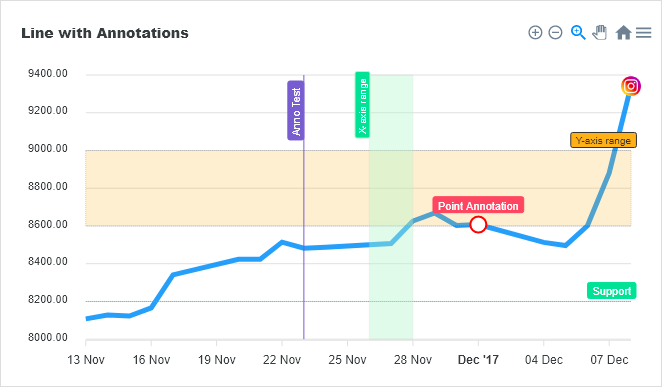 Line with Annotations
9400.00
9200.00
9000.00
8800.00
8600.00
8400.00
8200.00
8000.00
Anno Test
X-axis range
Y-axis range
Point Annotation
Support
13 Nov
16 Nov
19 Nov
22 Nov
25 Nov
28 Nov
Dec '17
04 Dec
07 Dec